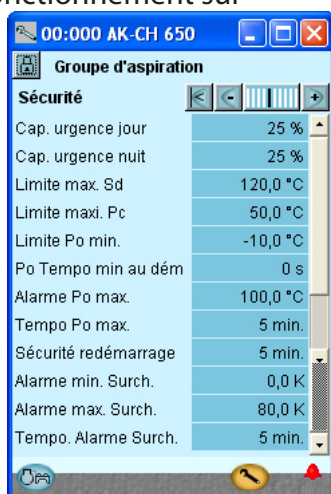 onctionnement sur
00:000 AK-CH 650
Groupe d'aspiration
Sécurité
Cap. urgence jour 25 %
Cap. urgence nuit 25 %
Limite max. Sd 120,0 °C
Limite maxi. Pc 50,0 °C
Limite Po min. -10,0 °C
Po Tempo min au dém 0 s
Alarme Po max. 100,0 °C
Tempo Po max. 5 min.
Sécurité redémarrage 5 min.
Alarme min. Surch. 0,0 K
Alarme max. Surch. 80,0 K
Tempo. Alarme Surch. 5 min.